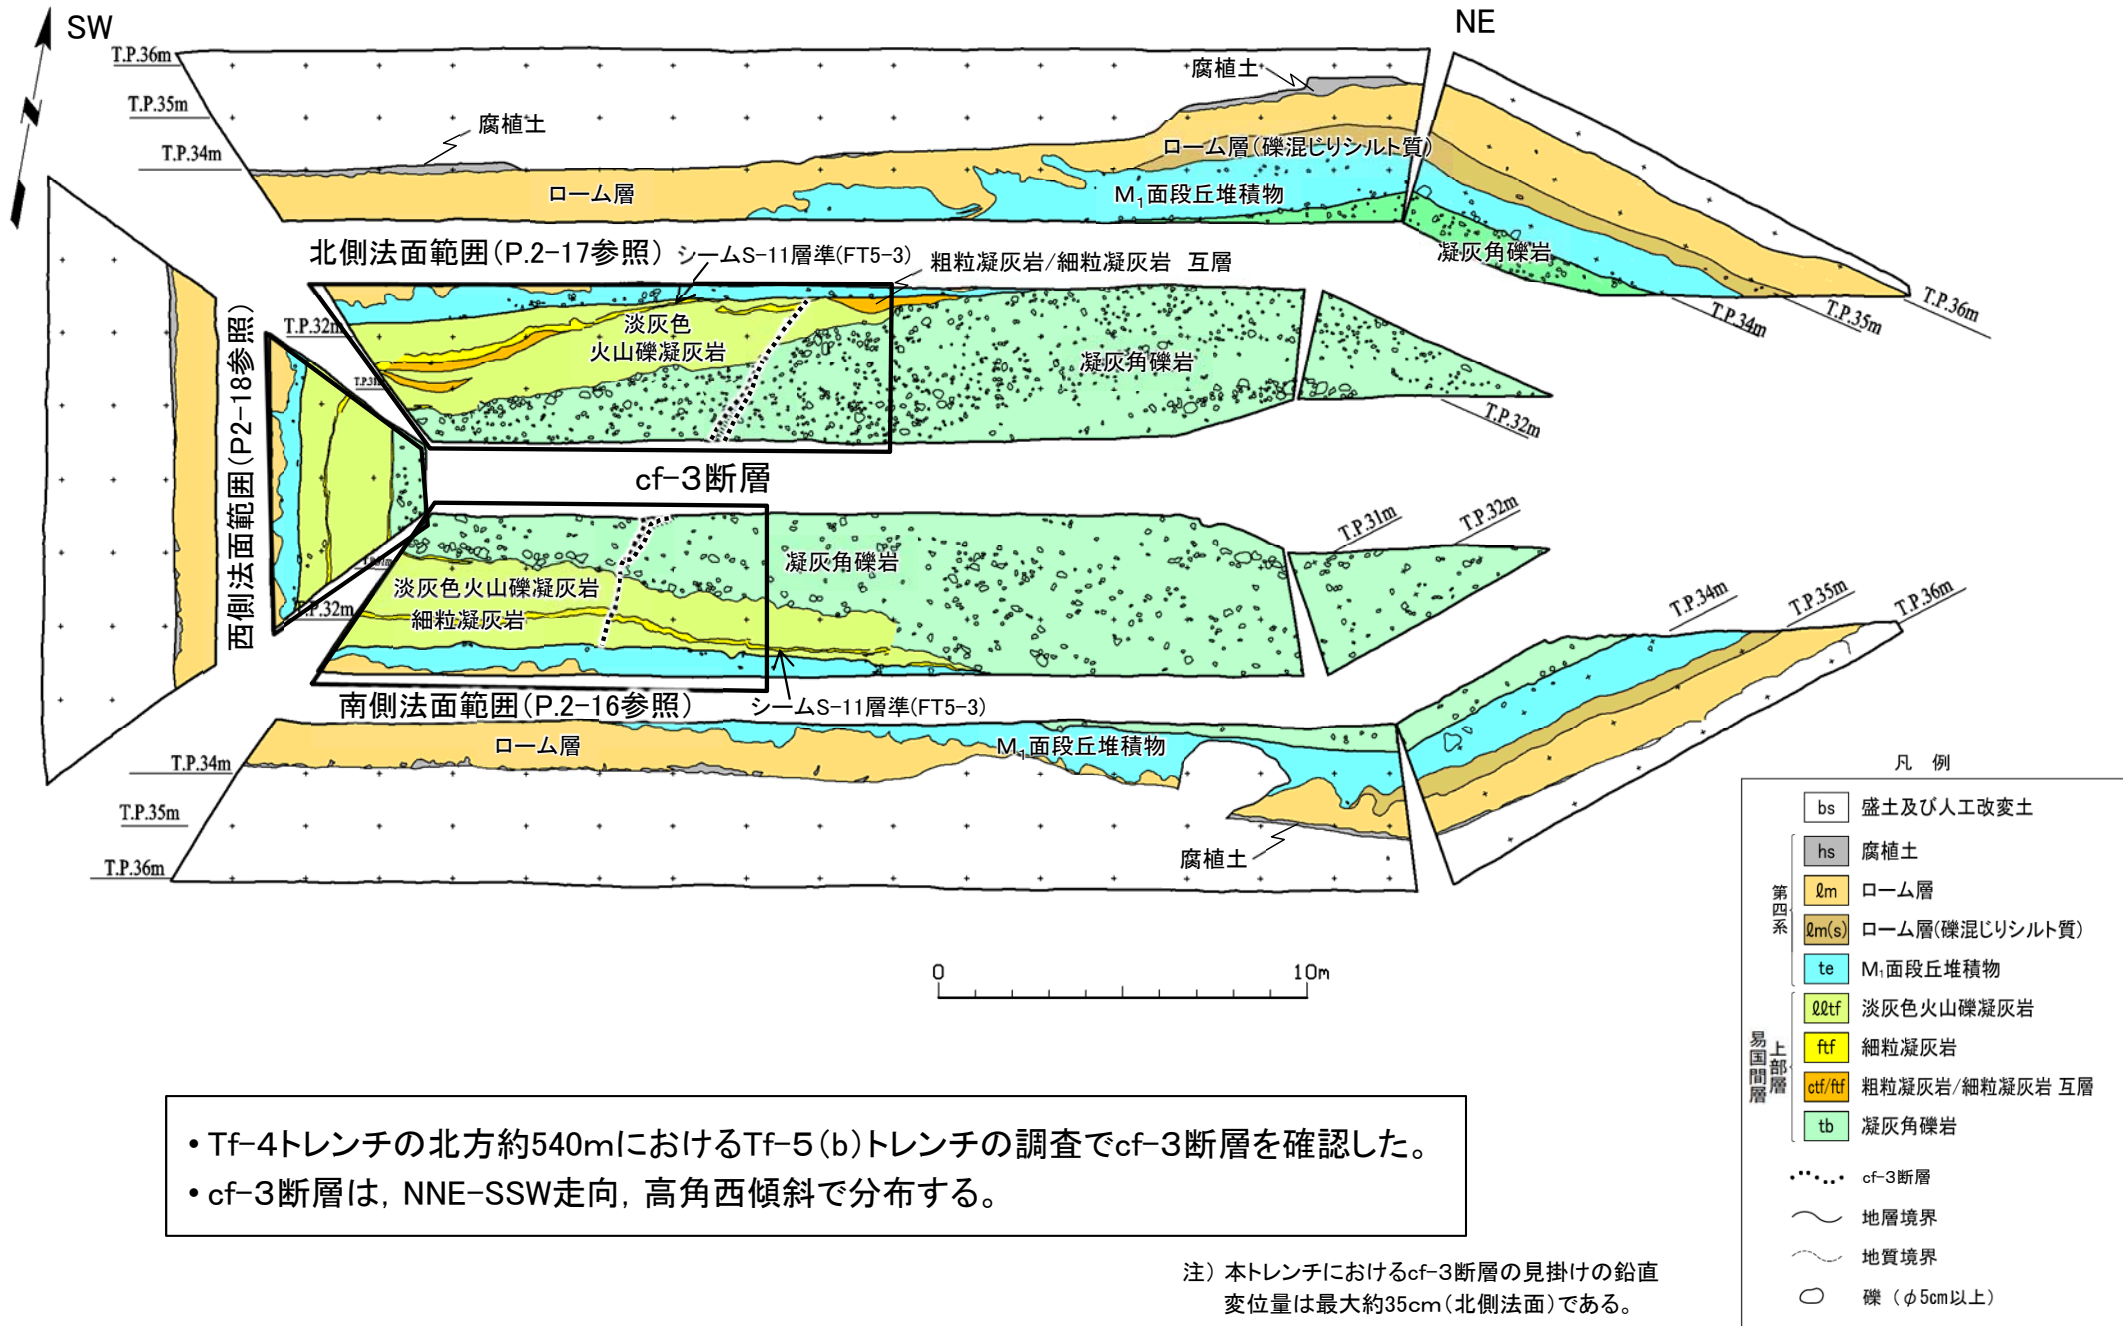 SW
NE
T.P.36m
腐植土
T.P.35m
腐植土
T.P.34m
ローム層(礫混じりシルト質)
ローム層
M₁面段丘堆積物
北側法面範囲(P.2-17参照)
シームS-11層準(FT5-3)
粗粒凝灰岩/細粒凝灰岩 互層
凝灰角礫岩
T.P.36m
T.P.35m
T.P.34m
T.P.32m
淡灰色
火山礫凝灰岩
凝灰角礫岩
T.P.32m
西側法面範囲(P2-18参照)
cf-3断層
T.P.31m
T.P.32m
凝灰角礫岩
淡灰色火山礫凝灰岩
細粒凝灰岩
T.P.32m
T.P.34m
T.P.35m
T.P.36m
南側法面範囲(P.2-16参照)
シームS-11層準(FT5-3)
ローム層
M₁面段丘堆積物
T.P.34m
T.P.35m
腐植土
T.P.36m
0 10m
凡 例
bs 盛土及び人工改変土
第四系
hs 腐植土
ℓm ローム層
ℓm(s) ローム層(礫混じりシルト質)
te M₁面段丘堆積物
易国間層
上部層
ℓℓtf 淡灰色火山礫凝灰岩
ftf 細粒凝灰岩
ctf/ftf 粗粒凝灰岩/細粒凝灰岩 互層
tb 凝灰角礫岩
cf-3断層
地層境界
地質境界
礫 (φ5cm以上)
• Tf-4トレンチの北方約540mにおけるTf-5(b)トレンチの調査でcf-3断層を確認した。
• cf-3断層は，NNE-SSW走向，高角西傾斜で分布する。
注) 本トレンチにおけるcf-3断層の見掛けの鉛直
変位量は最大約35cm(北側法面)である。